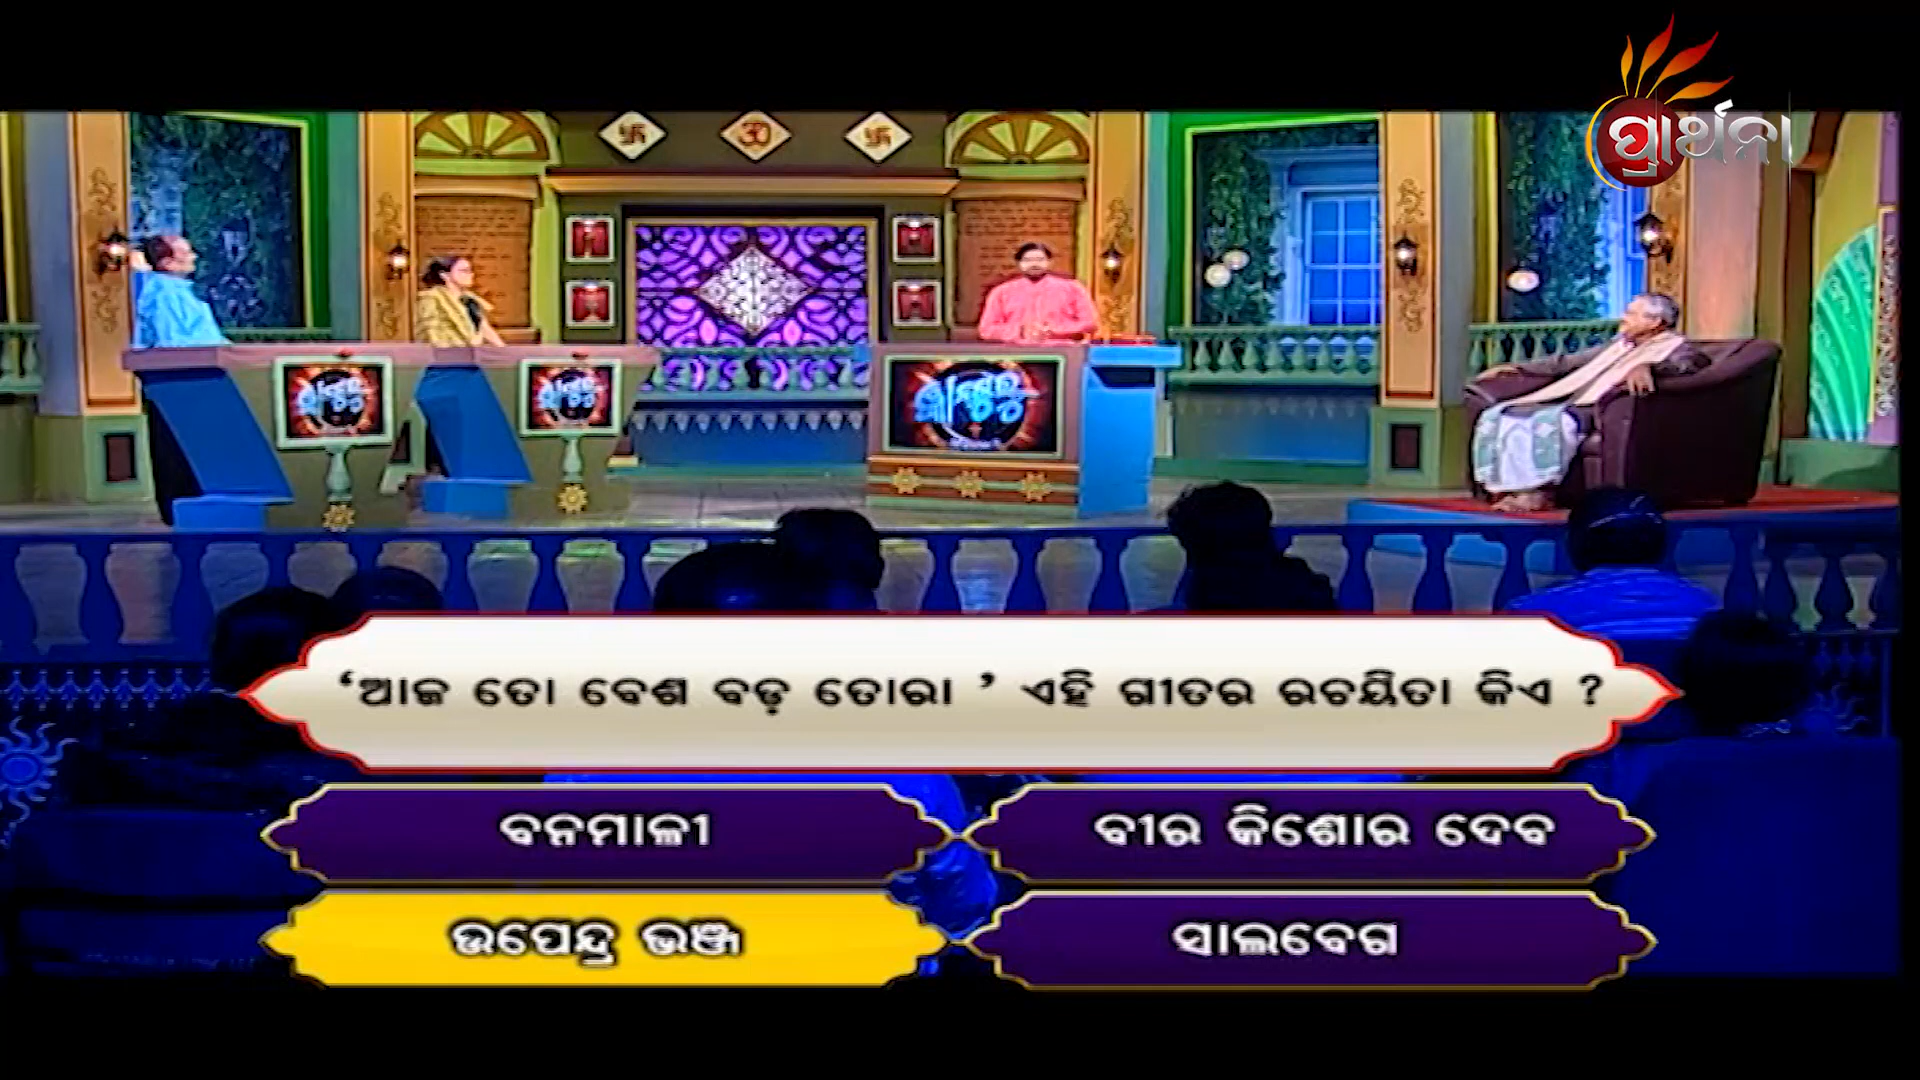 ପ୍ରାର୍ଥନା
‘ଆଜ ତୋ ବେଶ ବଡ଼ ତୋରା ’ ଏହି ଗୀତର ରଚୟିତା କିଏ ?
ବନମାଳୀ
ବୀର କିଶୋର ଦେବ
ଉପେନ୍ଦ୍ର ଭଞ୍ଜ
ସାଲବେଗ